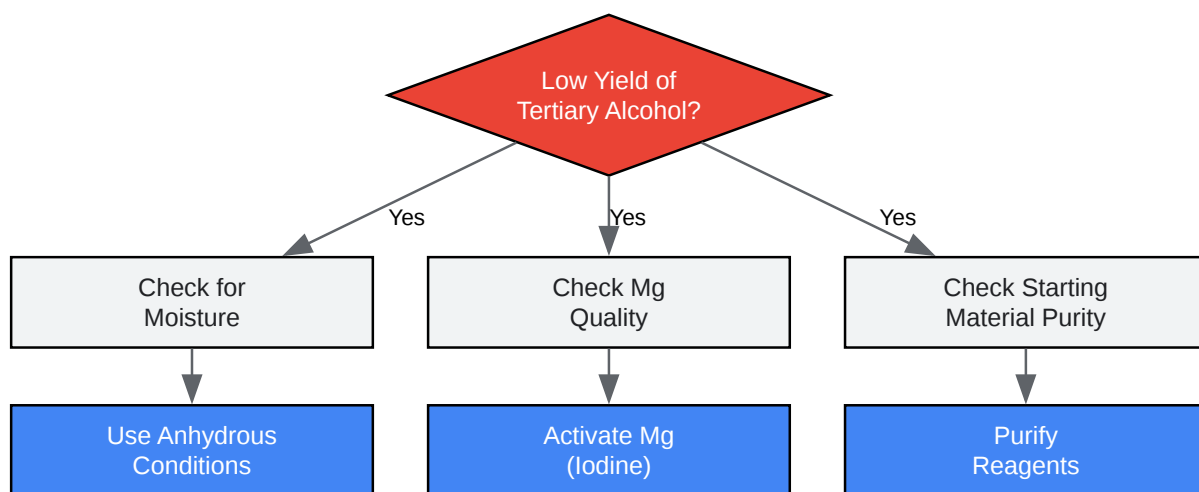 Low Yield of
Tertiary Alcohol?
Yes
Yes
Yes
Check for
Moisture
Check Mg
Quality
Check Starting
Material Purity
Use Anhydrous
Conditions
Activate Mg
(Iodine)
Purify
Reagents